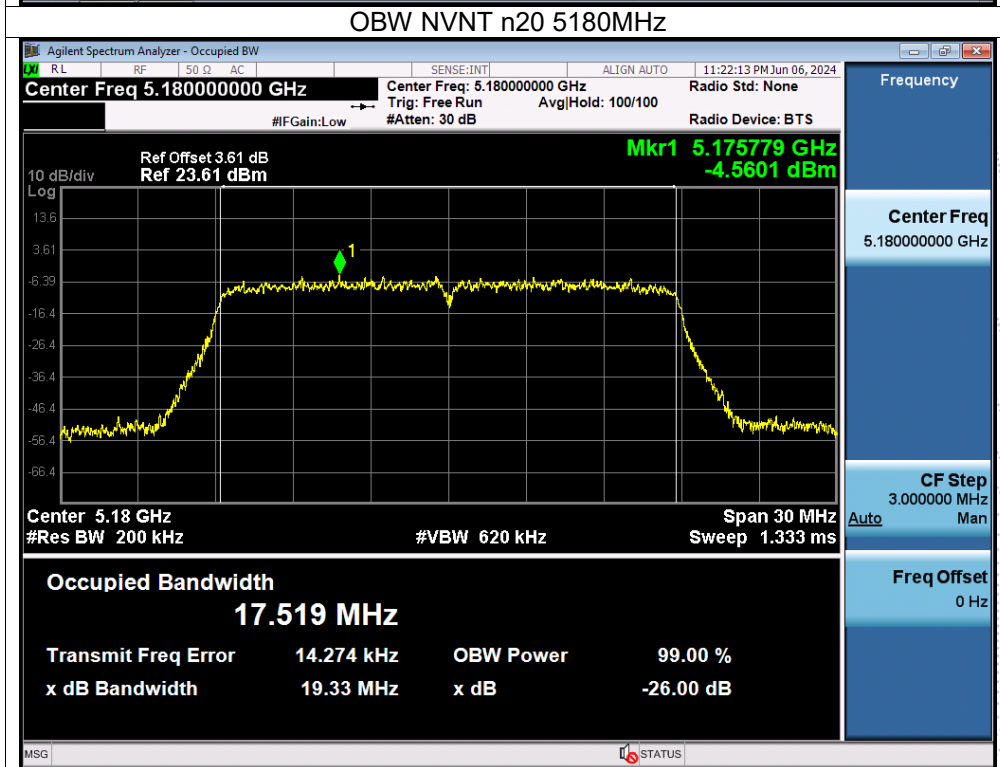 OBW NVNT n20 5180MHz
Agilent Spectrum Analyzer - Occupied BW
LXI RL RF 50 Ω AC SENSE:INT ALIGN AUTO 11:22:13 PM Jun 06, 2024
Center Freq 5.180000000 GHz
Center Freq: 5.180000000 GHz
Radio Std: None
Trig: Free Run Avg|Hold: 100/100
#IFGain:Low
#Atten: 30 dB
Radio Device: BTS
Frequency
Mkr1 5.175779 GHz
-4.5601 dBm
Ref Offset 3.61 dB
10 dB/div Ref 23.61 dBm
Log
13.6
3.61
-6.39
-16.4
-26.4
-36.4
-46.4
-56.4
-66.4
1
Center 5.18 GHz
Span 30 MHz
#Res BW 200 kHz
#VBW 620 kHz
Sweep 1.333 ms
Occupied Bandwidth
17.519 MHz
Transmit Freq Error 14.274 kHz OBW Power 99.00 %
x dB Bandwidth 19.33 MHz x dB -26.00 dB
Center Freq
5.180000000 GHz
CF Step
3.000000 MHz
Auto Man
Freq Offset
0 Hz
MSG
STATUS